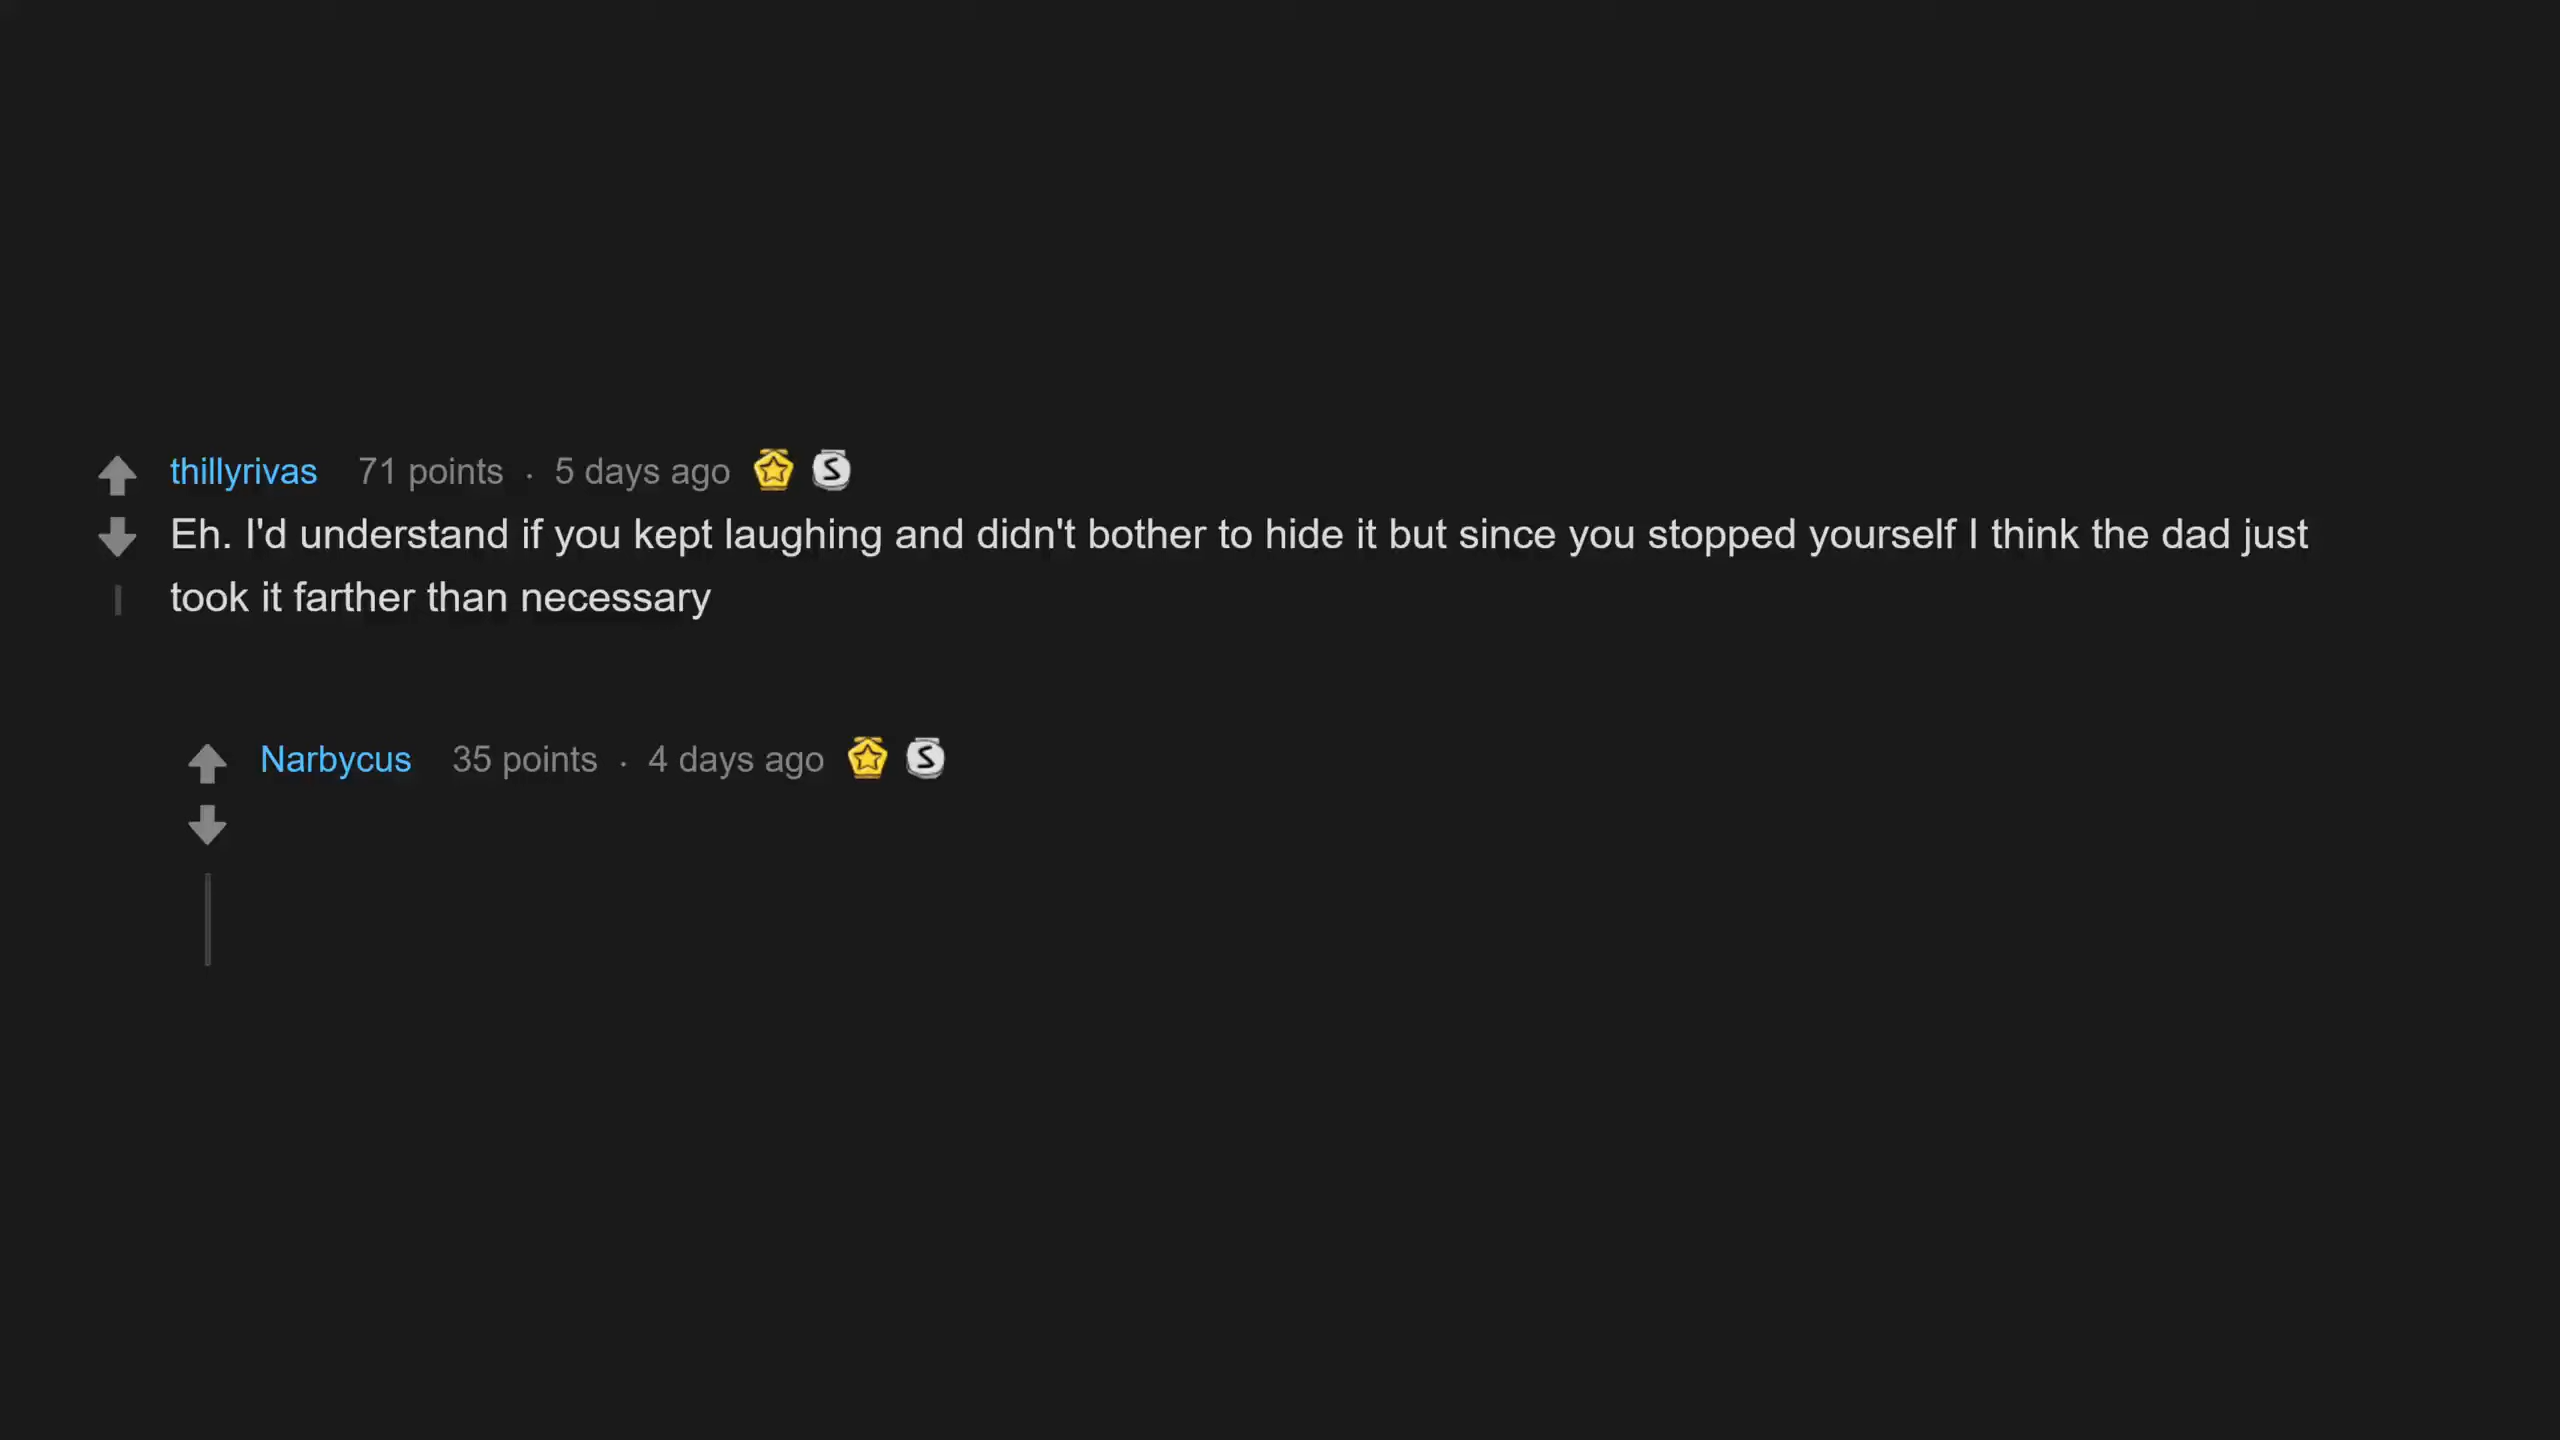 thillyrivas 71 points · 5 days ago S
Eh. I'd understand if you kept laughing and didn't bother to hide it but since you stopped yourself I think the dad just
took it farther than necessary
Narbycus 35 points · 4 days ago S